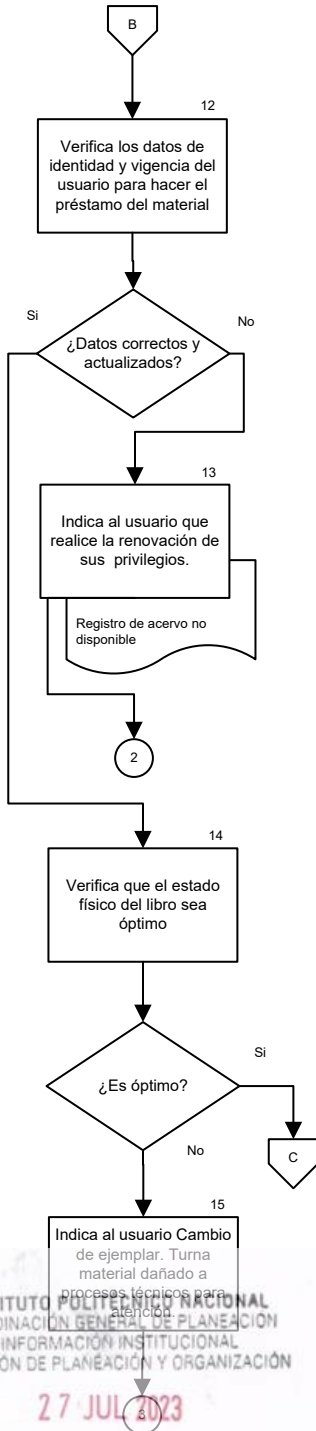 B
12
Verifica los datos de
identidad y vigencia del
usuario para hacer el
préstamo del material
Si
No
¿Datos correctos y
actualizados?
13
Indica al usuario que
realice la renovación de
sus privilegios.
Registro de acervo no
disponible
2
14
Verifica que el estado
físico del libro sea
óptimo
Si
¿Es óptimo?
C
No
15
Indica al usuario Cambio
de ejemplar. Turna
material dañado a
procesos técnicos para
atención.
ITUTO POLITÉCNICO NACIONAL
DINACIÓN GENERAL DE PLANEACIÓN
INFORMACIÓN INSTITUCIONAL
ÓN DE PLANEACIÓN Y ORGANIZACIÓN
27 JUL 2023
3